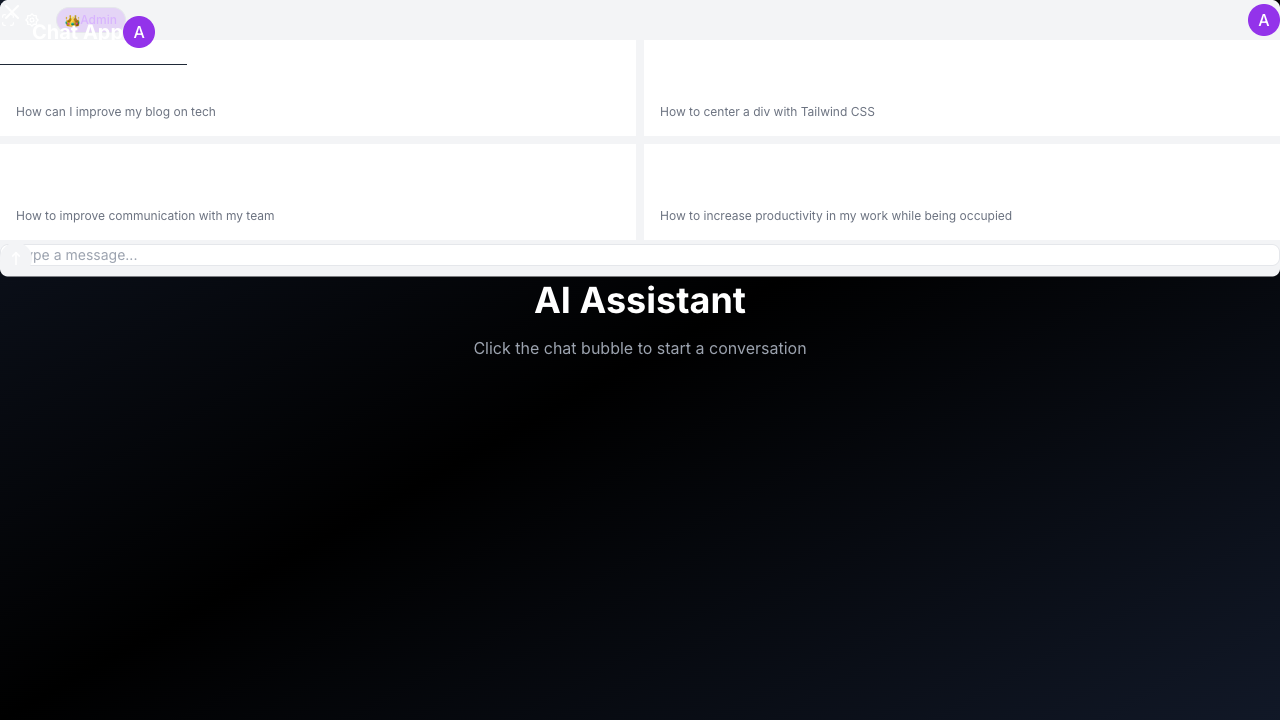 Admin
Chat App
A
A
How can I improve my blog on tech
How to center a div with Tailwind CSS
How to improve communication with my team
How to increase productivity in my work while being occupied
ype a message...
AI Assistant
Click the chat bubble to start a conversation